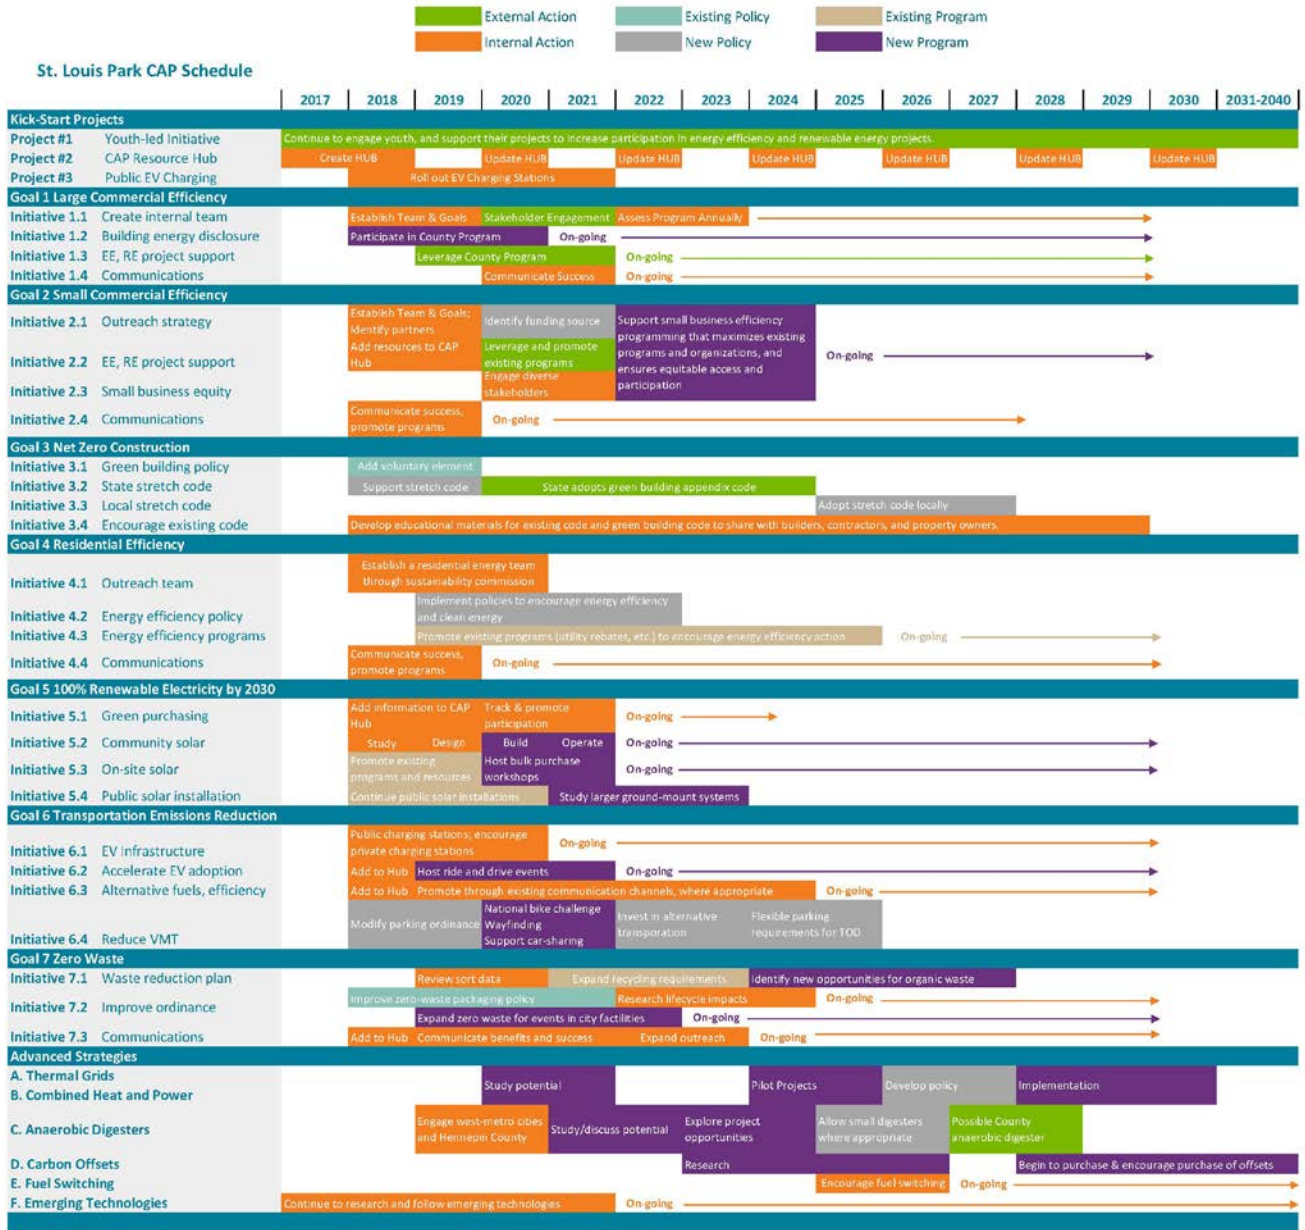 External Action Existing Policy Existing Program
Internal Action New Policy New Program
St. Louis Park CAP Schedule
2017 2018 2019 2020 2021 2022 2023 2024 2025 2026 2027 2028 2029 2030 2031-2040
Kick-Start Projects
Project #1 Youth-led Initiative Continue to engage youth, and support their projects to increase participation in energy efficiency and renewable energy projects.
Project #2 CAP Resource Hub Create HUB Update HUB Update HUB Update HUB Update HUB Update HUB Update HUB
Project #3 Public EV Charging Roll out EV Charging Stations
Goal 1 Large Commercial Efficiency
Initiative 1.1 Create internal team Establish Team & Goals Stakeholder Engagement Assess Program Annually
Initiative 1.2 Building energy disclosure Participate in County Program On-going
Initiative 1.3 EE, RE project support Leverage County Program On-going
Initiative 1.4 Communications Communicate Success On-going
Goal 2 Small Commercial Efficiency
Initiative 2.1 Outreach strategy
Establish Team & Goals;
Identify partners
Identify funding source
Support small business efficiency
programming that maximizes existing
programs and organizations, and
ensures equitable access and
participation
Initiative 2.2 EE, RE project support
Add resources to CAP
Hub
Leverage and promote
existing programs
On-going
Initiative 2.3 Small business equity
Engage diverse
stakeholders
Initiative 2.4 Communications
Communicate success,
promote programs
On-going
Goal 3 Net Zero Construction
Initiative 3.1 Green building policy Add voluntary element
Initiative 3.2 State stretch code Support stretch code State adopts green building appendix code
Initiative 3.3 Local stretch code Adopt stretch code locally
Initiative 3.4 Encourage existing code Develop educational materials for existing code and green building code to share with builders, contractors, and property owners.
Goal 4 Residential Efficiency
Initiative 4.1 Outreach team
Establish a residential energy team
through sustainability commission
Initiative 4.2 Energy efficiency policy
Implement policies to encourage energy efficiency
and clean energy
Initiative 4.3 Energy efficiency programs Promote existing programs (utility rebates, etc.) to encourage energy efficiency action On-going
Initiative 4.4 Communications
Communicate success,
promote programs
On-going
Goal 5 100% Renewable Electricity by 2030
Initiative 5.1 Green purchasing
Add information to CAP
Hub
Track & promote
participation
On-going
Initiative 5.2 Community solar Study Design Build Operate On-going
Initiative 5.3 On-site solar
Promote existing
programs and resources
Host bulk purchase
workshops
On-going
Initiative 5.4 Public solar installation Continue public solar installations Study larger ground-mount systems
Goal 6 Transportation Emissions Reduction
Initiative 6.1 EV Infrastructure
Public charging stations; encourage
private charging stations
On-going
Initiative 6.2 Accelerate EV adoption Add to Hub Host ride and drive events On-going
Initiative 6.3 Alternative fuels, efficiency Add to Hub Promote through existing communication channels, where appropriate On-going
Initiative 6.4 Reduce VMT
Modify parking ordinance
National bike challenge
Wayfinding
Support car-sharing
Invest in alternative
transporation
Flexible parking
requirements for TOD
Goal 7 Zero Waste
Initiative 7.1 Waste reduction plan Review sort data Expand recycling requirements Identify new opportunities for organic waste
Initiative 7.2 Improve ordinance
Improve zero-waste packaging policy Research lifecycle impacts On-going
Expand zero waste for events in city factilities On-going
Initiative 7.3 Communications Add to Hub Communicate benefits and success Expand outreach On-going
Advanced Strategies
A. Thermal Grids
B. Combined Heat and Power
Study potential Pilot Projects Develop policy Implementation
C. Anaerobic Digesters
Engage west-metro cities
and Hennepin County
Study/discuss potential
Explore project
opportunities
Allow small digesters
where appropriate
Possible County
anaerobic digester
D. Carbon Offsets Research Begin to purchase & encourage purchase of offsets
E. Fuel Switching Encourage fuel switching On-going
F. Emerging Technologies Continue to research and follow emerging technologies On-going